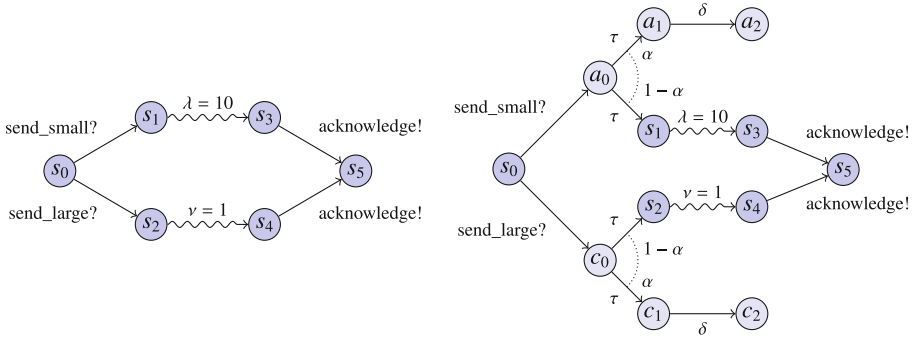 s₁ λ = 10 s₃
send_small? acknowledge!
s₀ s₅
send_large? acknowledge!
s₂ ν = 1 s₄
a₁ δ a₂
τ α
a₀
1 − α
send_small? τ
s₁ λ = 10 s₃
acknowledge!
s₀ s₅
s₂ ν = 1 s₄
acknowledge!
send_large? τ
1 − α
c₀
α
τ
c₁ δ c₂